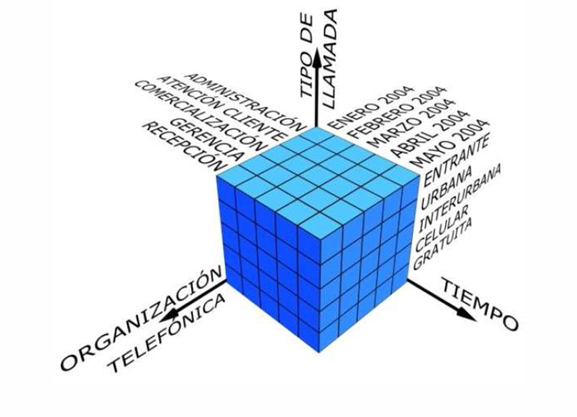 TIPO DE
LLAMADA
ADMINISTRACIÓN
ATENCIÓN CLIENTE
COMERCIALIZACIÓN
GERENCIA
RECEPCIÓN
ENERO 2004
FEBRERO 2004
MARZO 2004
ABRIL 2004
MAYO 2004
ENTRANTE
URBANA
INTERURBANA
CELULAR
GRATUITA
ORGANIZACIÓN
TELEFÓNICA
TIEMPO